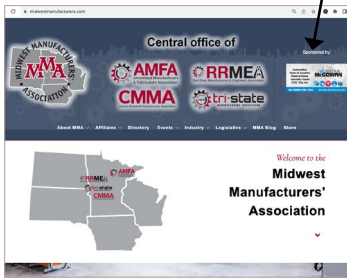 midwestmanufacturers.com
MIDWEST MANUFACTURERS'
MMA
ASSOCIATION
Central office of
AMFA
RRMEA
CMMA
tri-state
Sponsored by
McGOWAN
About MMA
Affiliates
Directory
Events
Industry
Legislative
MMA Blog
Store
RRMEA
AMFA
tri-state
CMMA
Welcome to the
Midwest
Manufacturers'
Association